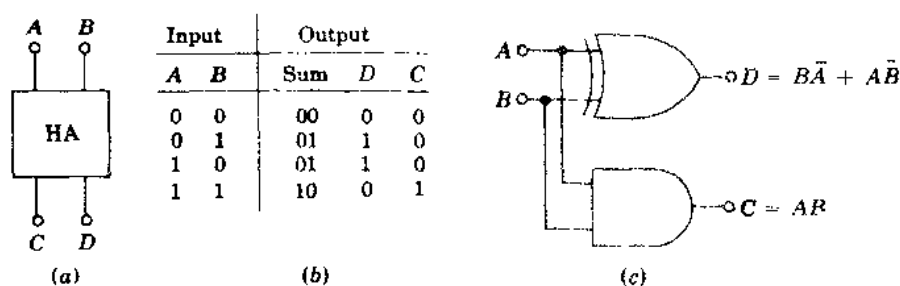 A B
HA
C D
(a)
Input Output
A B Sum D C
0 0 00 0 0
0 1 01 1 0
1 0 01 1 0
1 1 10 0 1
(b)
A
B
D = BĀ + AB̄
C = AB
(c)